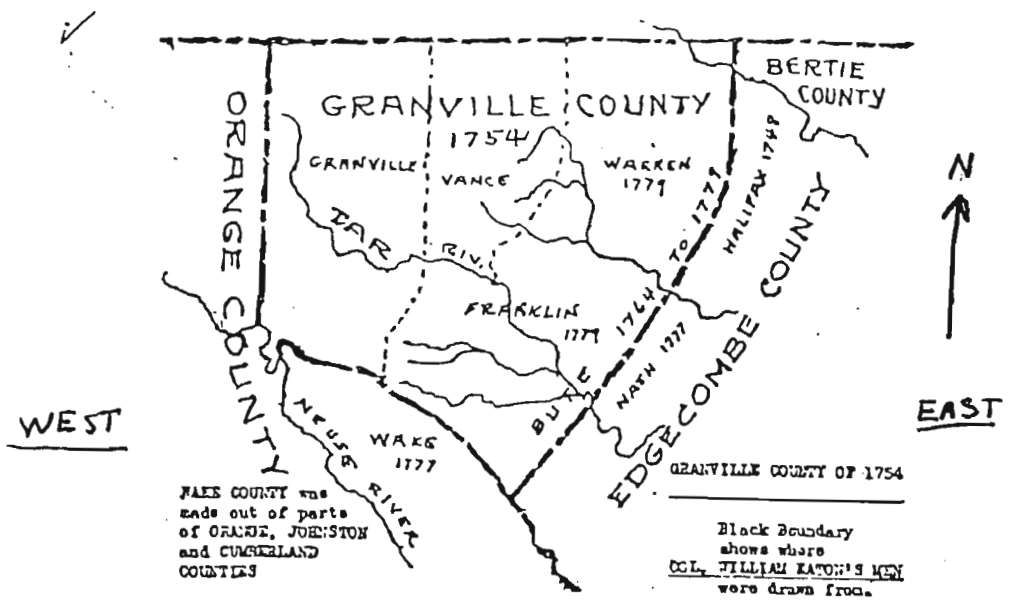 BERTIE
COUNTY
GRANVILLE COUNTY
1754
ORANGE COUNTY
GRANVILLE
VANCE
WARREN
1779
HALIFAX 1748
N
TAR RIV.
FRANKLIN
1779
BUTE 1764 TO 1779
NASH 1777
EDGECOMBE COUNTY
WEST
EAST
NEUSE RIVER
WAKE
1777
GRANVILLE COUNTY OF 1754
WAKE COUNTY was
made out of parts
of ORANGE, JOHNSTON
and CUMBERLAND
COUNTIES
Black Boundary
shows where
COL. WILLIAM EATON'S MEN
were drawn from.